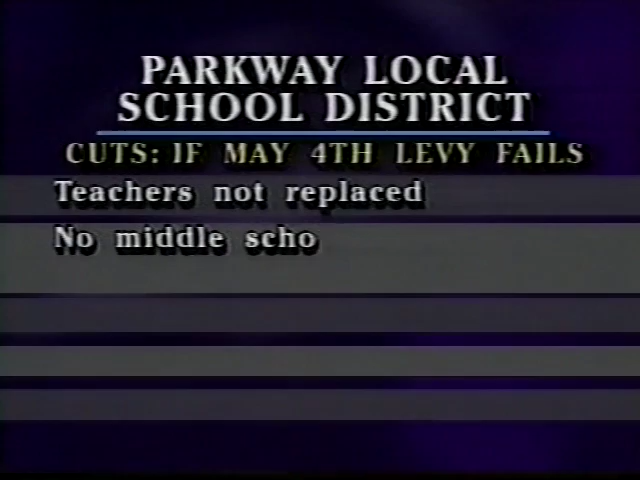 PARKWAY LOCAL
SCHOOL DISTRICT
CUTS: IF MAY 4TH LEVY FAILS
Teachers not replaced
No middle scho